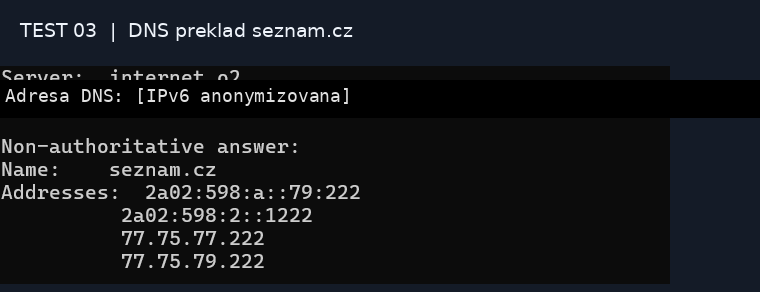 TEST 03 | DNS preklad seznam.cz
Server: internet.o2
Adresa DNS: [IPv6 anonymizovana]
Non-authoritative answer:
Name: seznam.cz
Addresses: 2a02:598:a::79:222
2a02:598:2::1222
77.75.77.222
77.75.79.222